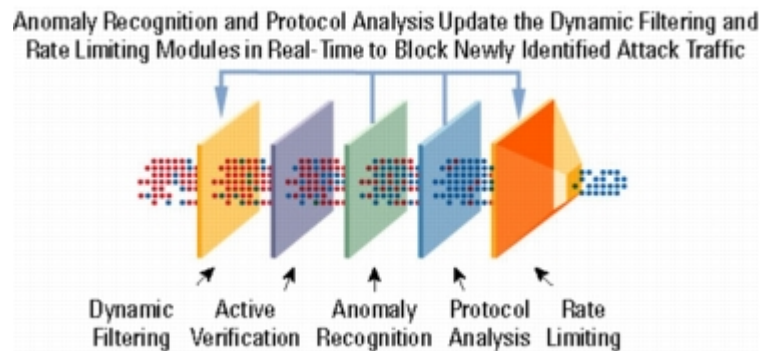 Anomaly Recognition and Protocol Analysis Update the Dynamic Filtering and
Rate Limiting Modules in Real-Time to Block Newly Identified Attack Traffic
Dynamic Filtering
Active Verification
Anomaly Recognition
Protocol Analysis
Rate Limiting